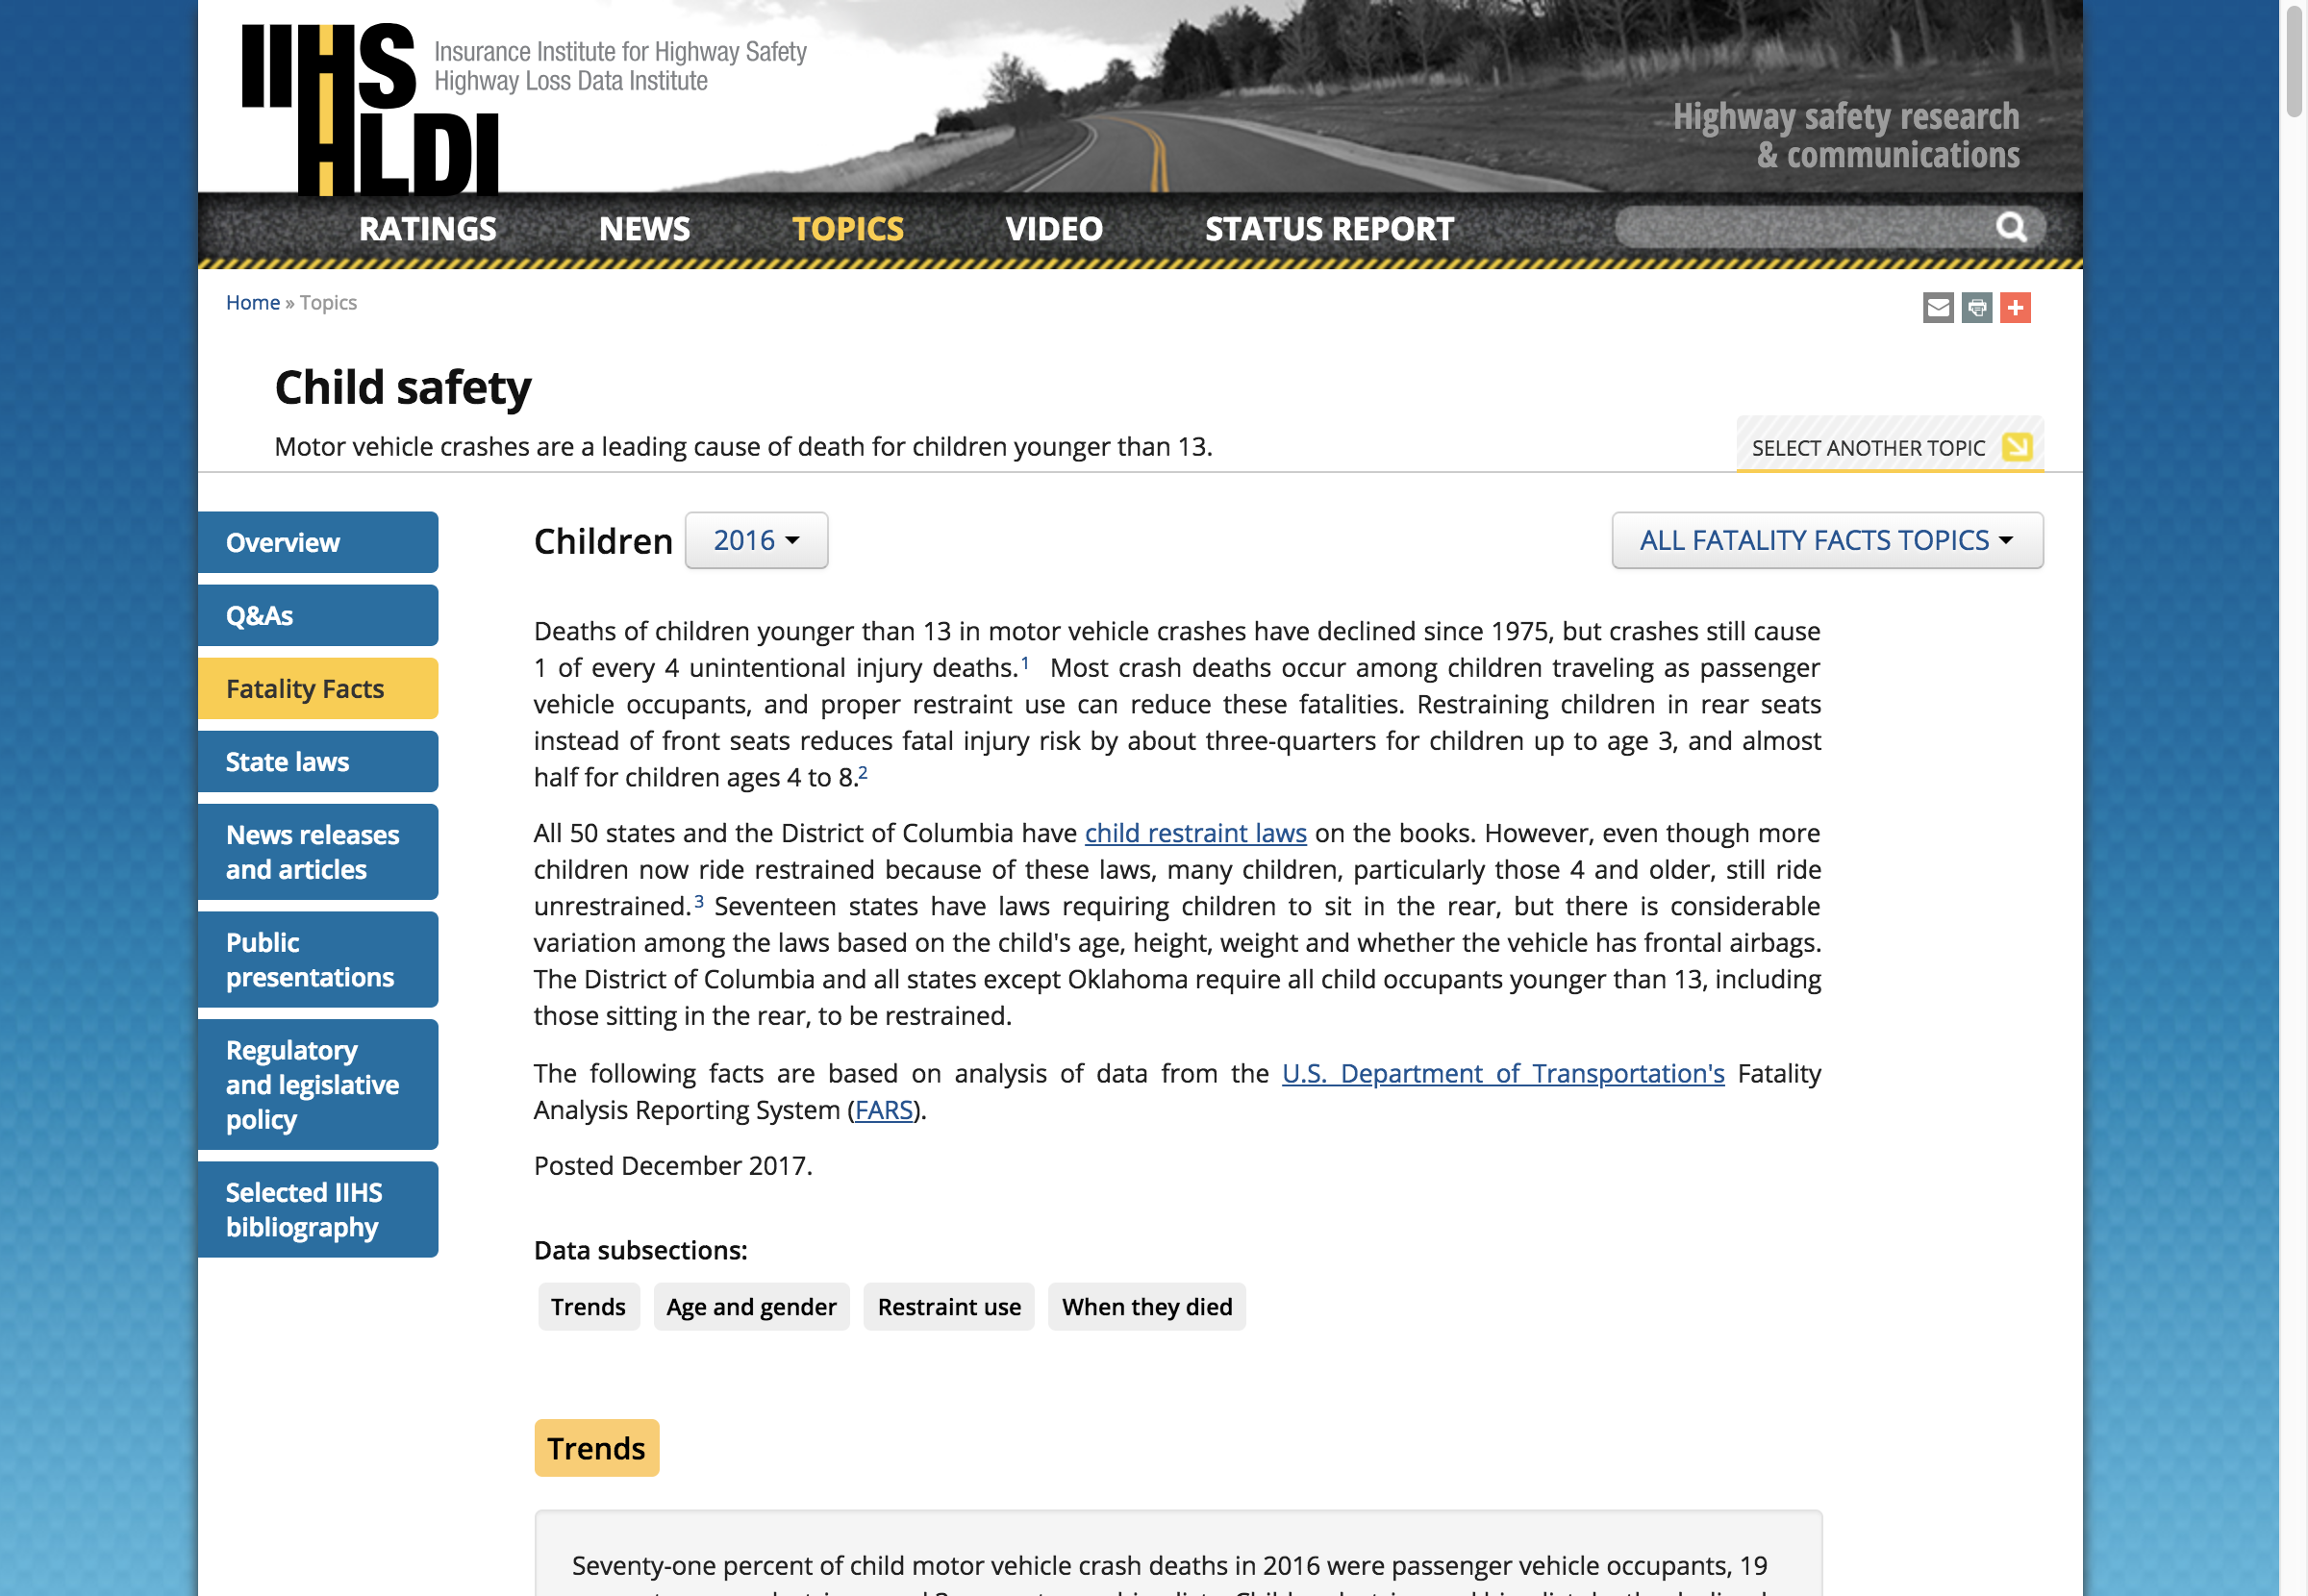 IIHS
HLDI
Insurance Institute for Highway Safety
Highway Loss Data Institute
Highway safety research
& communications
RATINGS NEWS TOPICS VIDEO STATUS REPORT
Home » Topics
Child safety
Motor vehicle crashes are a leading cause of death for children younger than 13.
SELECT ANOTHER TOPIC
Overview
Q&As
Fatality Facts
State laws
News releases
and articles
Public
presentations
Regulatory
and legislative
policy
Selected IIHS
bibliography
Children 2016
ALL FATALITY FACTS TOPICS
Deaths of children younger than 13 in motor vehicle crashes have declined since 1975, but crashes still cause
1 of every 4 unintentional injury deaths.1 Most crash deaths occur among children traveling as passenger
vehicle occupants, and proper restraint use can reduce these fatalities. Restraining children in rear seats
instead of front seats reduces fatal injury risk by about three-quarters for children up to age 3, and almost
half for children ages 4 to 8.2
All 50 states and the District of Columbia have child restraint laws on the books. However, even though more
children now ride restrained because of these laws, many children, particularly those 4 and older, still ride
unrestrained.3 Seventeen states have laws requiring children to sit in the rear, but there is considerable
variation among the laws based on the child's age, height, weight and whether the vehicle has frontal airbags.
The District of Columbia and all states except Oklahoma require all child occupants younger than 13, including
those sitting in the rear, to be restrained.
The following facts are based on analysis of data from the U.S. Department of Transportation's Fatality
Analysis Reporting System (FARS).
Posted December 2017.
Data subsections:
Trends Age and gender Restraint use When they died
Trends
Seventy-one percent of child motor vehicle crash deaths in 2016 were passenger vehicle occupants, 19